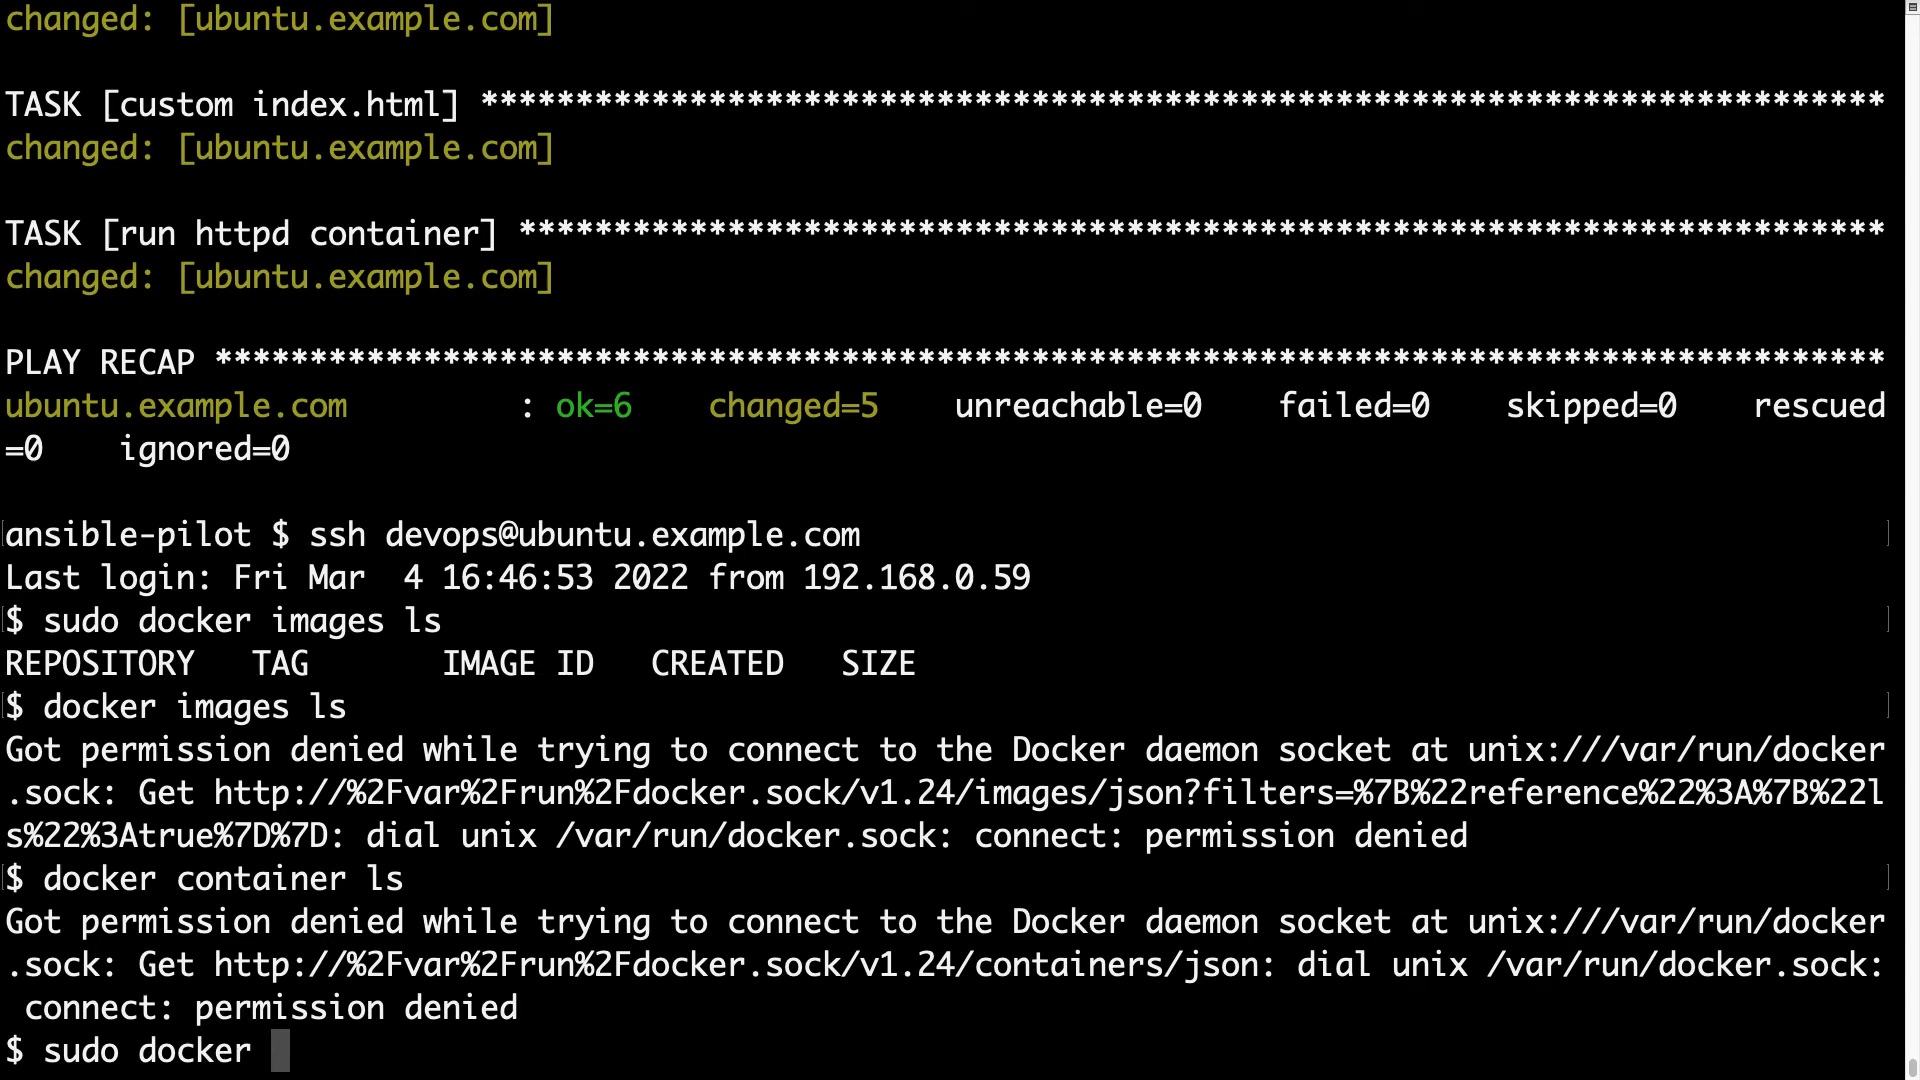 changed: [ubuntu.example.com]
TASK [custom index.html] **************************************************************************
changed: [ubuntu.example.com]
TASK [run httpd container] ************************************************************************
changed: [ubuntu.example.com]
PLAY RECAP ****************************************************************************************
ubuntu.example.com         : ok=6    changed=5    unreachable=0    failed=0    skipped=0    rescued
=0    ignored=0
ansible-pilot $ ssh devops@ubuntu.example.com
Last login: Fri Mar  4 16:46:53 2022 from 192.168.0.59
$ sudo docker images ls
REPOSITORY   TAG       IMAGE ID   CREATED   SIZE
$ docker images ls
Got permission denied while trying to connect to the Docker daemon socket at unix:///var/run/docker
.sock: Get http://%2Fvar%2Frun%2Fdocker.sock/v1.24/images/json?filters=%7B%22reference%22%3A%7B%22l
s%22%3Atrue%7D%7D: dial unix /var/run/docker.sock: connect: permission denied
$ docker container ls
Got permission denied while trying to connect to the Docker daemon socket at unix:///var/run/docker
.sock: Get http://%2Fvar%2Frun%2Fdocker.sock/v1.24/containers/json: dial unix /var/run/docker.sock:
 connect: permission denied
$ sudo docker